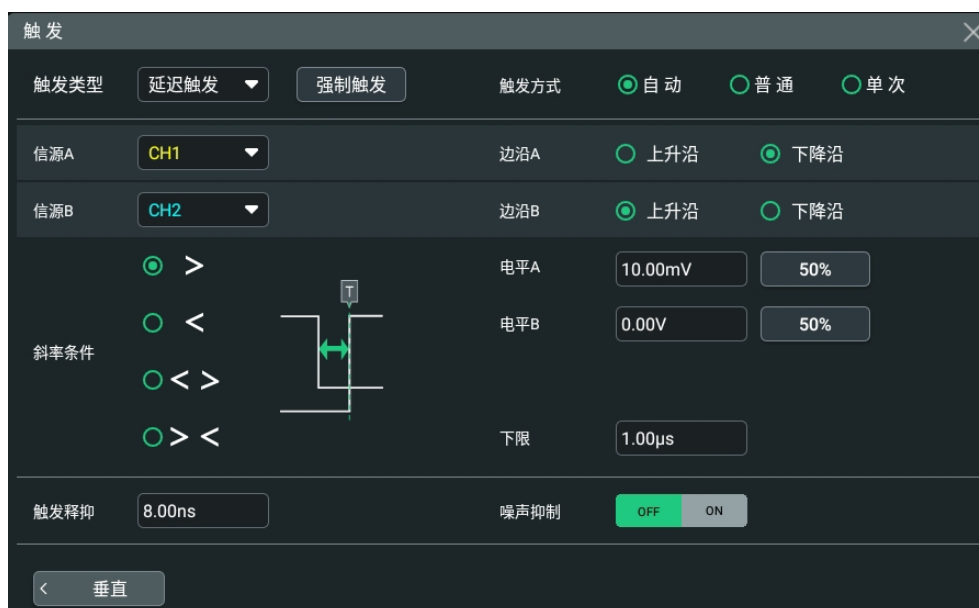 触 发
触发类型 延迟触发 强制触发 触发方式 自 动 普 通 单 次
信源A CH1 边沿A 上升沿 下降沿
信源B CH2 边沿B 上升沿 下降沿
> 电平A 10.00mV 50%
T
< 电平B 0.00V 50%
斜率条件
< >
> < 下限 1.00μs
触发释抑 8.00ns 噪声抑制 OFF ON
< 垂直